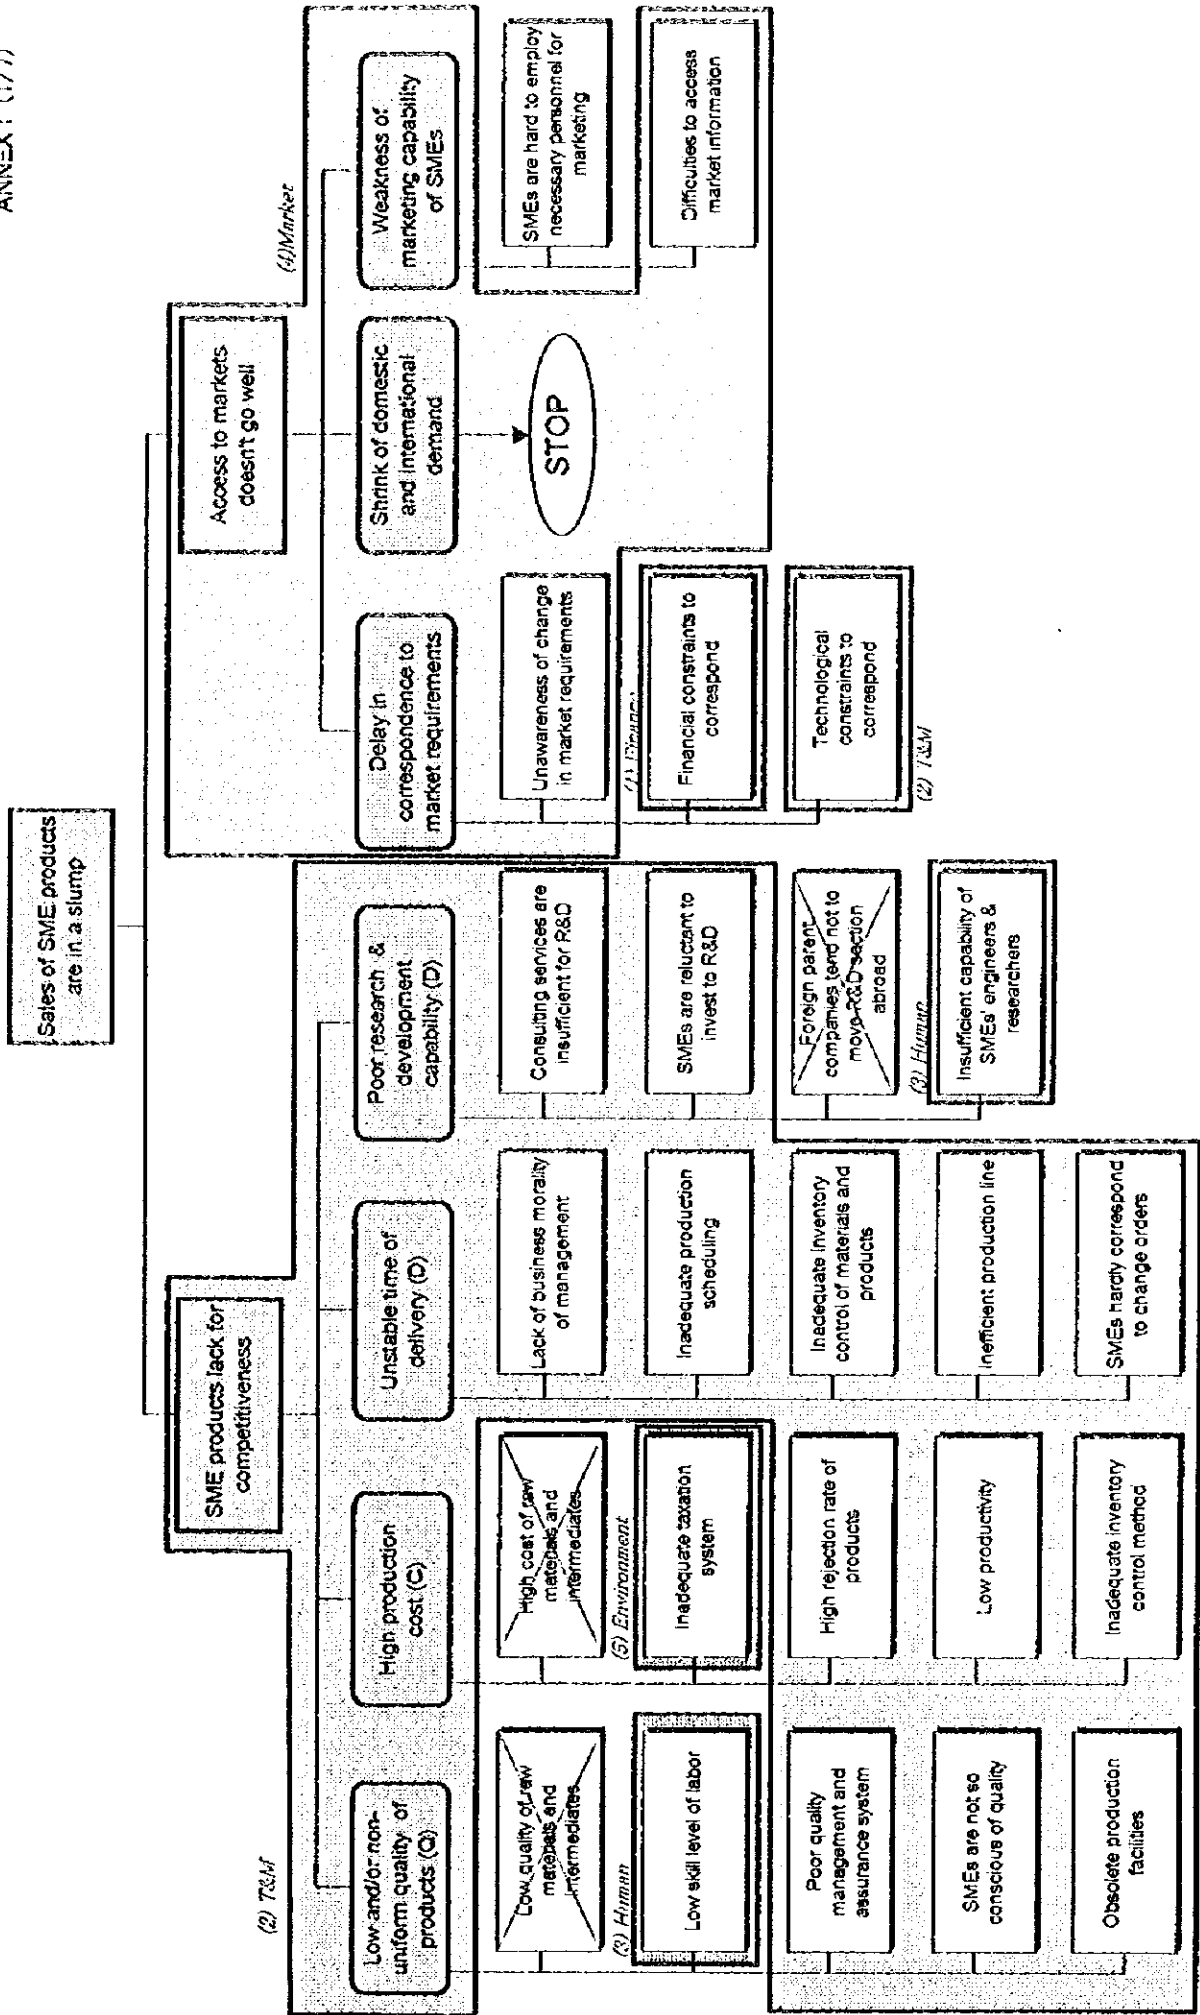 ANNEX 1 (1/7)
Sales of SME products
are in a slump
SME products lack for
competitiveness
Access to markets
doesn't go well
(2) T&M
(4) Market
Low and/or non-
uniform quality of
products (Q)
High production
cost (C)
Unstable time of
delivery (D)
Poor research &
development
capability (D)
Delay in
correspondence to
market requirements
Shrink of domestic
and international
demand
Weakness of
marketing capability
of SMEs
Low quality of raw
materials and
intermediates
(3) Human
Low skill level of labor
Poor quality
management and
assurance system
SMEs are not so
conscious of quality
Obsolete production
facilities
High cost of raw
materials and
intermediates
(5) Environment
Inadequate taxation
system
High rejection rate of
products
Low productivity
Inadequate inventory
control method
Lack of business morality
of management
Inadequate production
scheduling
Inadequate inventory
control of materials and
products
Inefficient production line
SMEs hardly correspond
to change orders
Consulting services are
insufficient for R&D
SMEs are reluctant to
invest to R&D
Foreign parent
companies tend not to
move R&D section
abroad
(3) Human
Insufficient capability of
SMEs' engineers &
researchers
Unawareness of change
in market requirements
(1) Finance
Financial constraints to
correspond
Technological
constraints to
correspond
(2) T&M
STOP
SMEs are hard to employ
necessary personnel for
marketing
Difficulties to access
market information